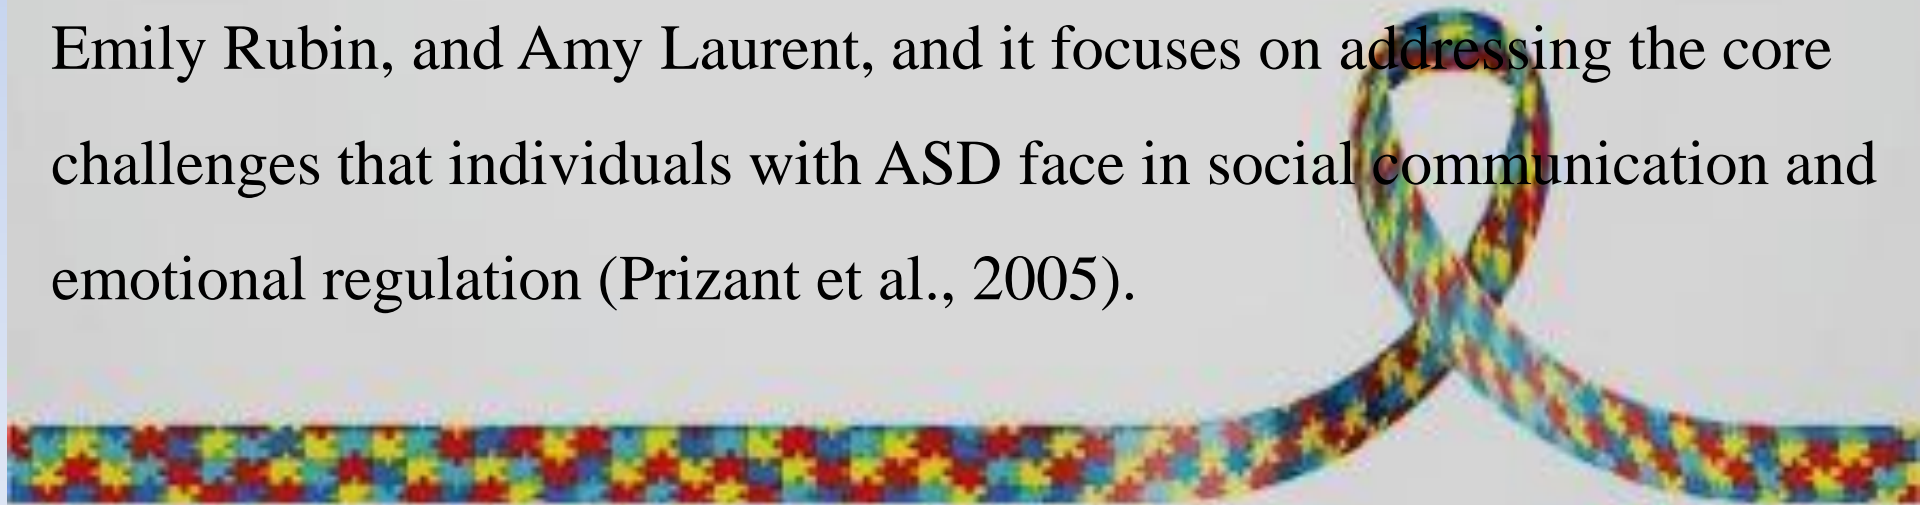 Emily Rubin, and Amy Laurent, and it focuses on addressing the core
challenges that individuals with ASD face in social communication and
emotional regulation (Prizant et al., 2005).